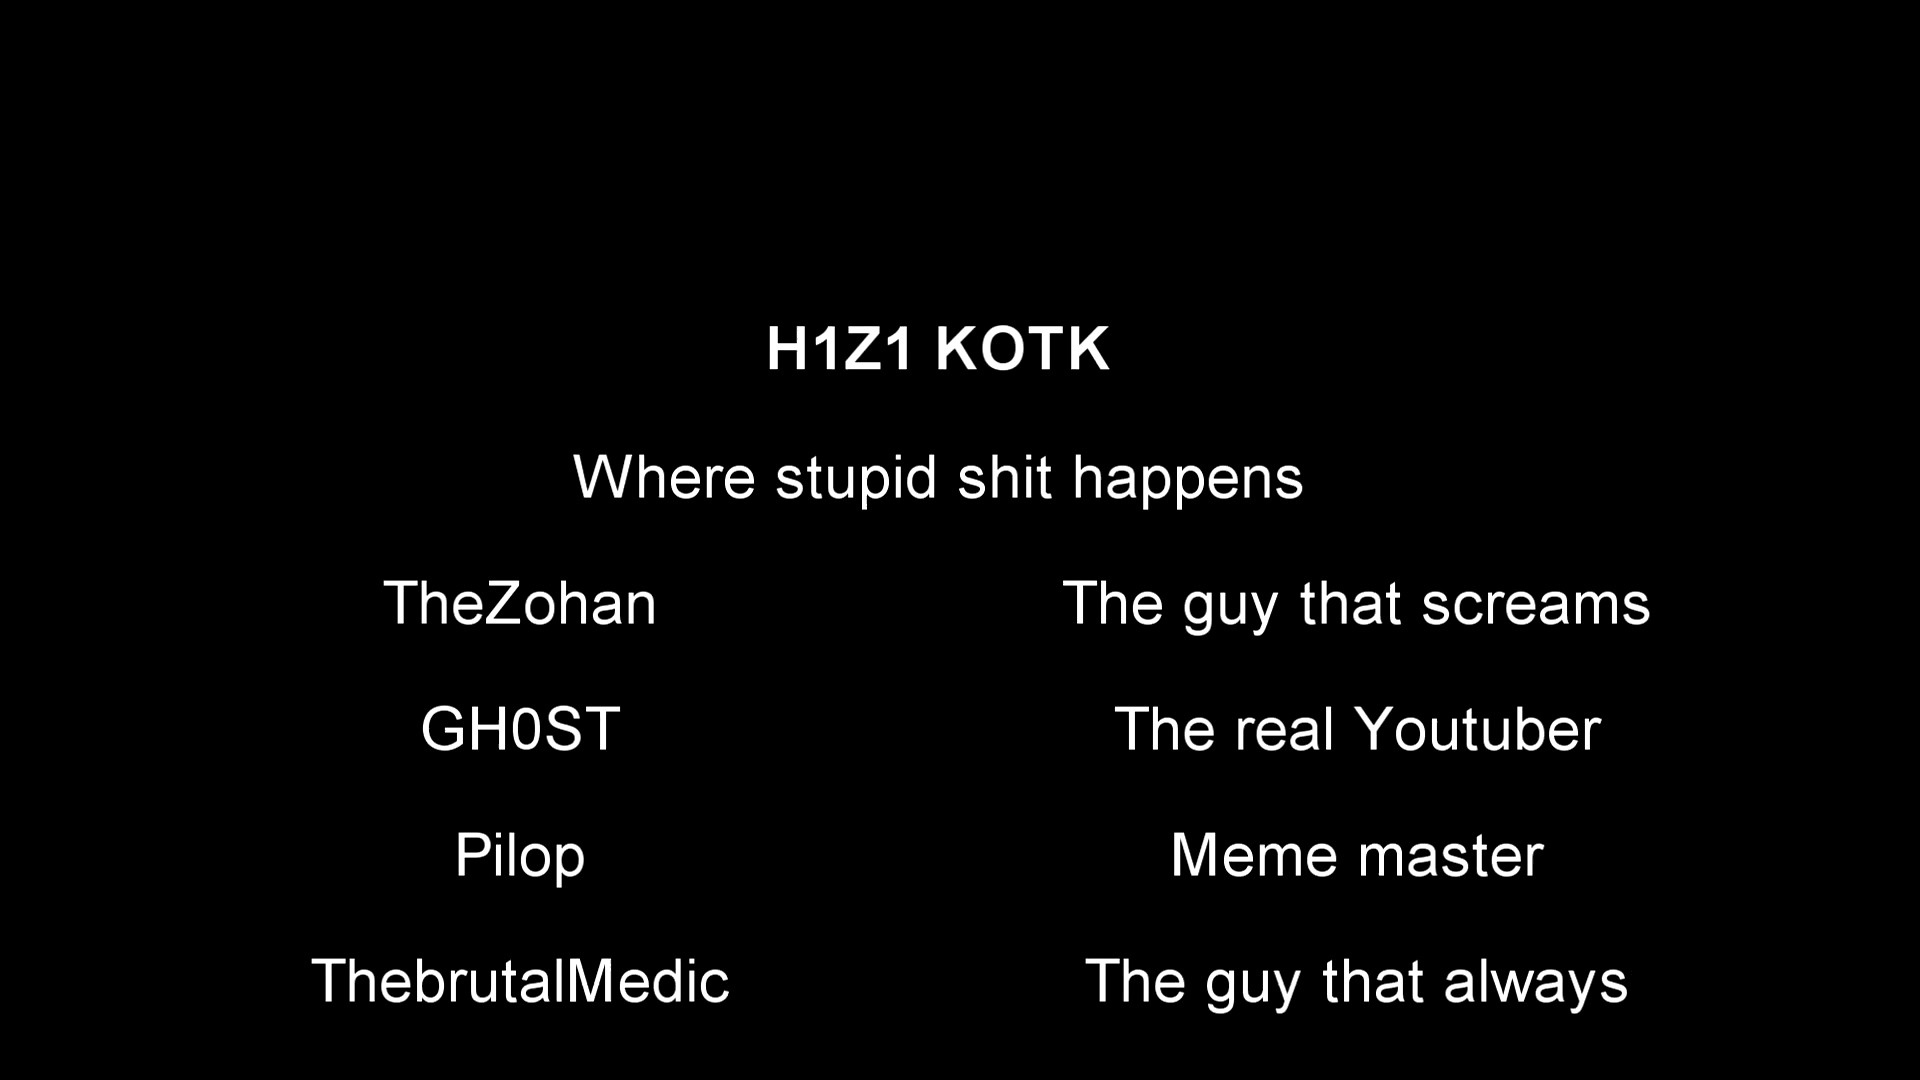 H1Z1 KOTK
Where stupid shit happens
TheZohan The guy that screams
GH0ST The real Youtuber
Pilop Meme master
ThebrutalMedic The guy that always